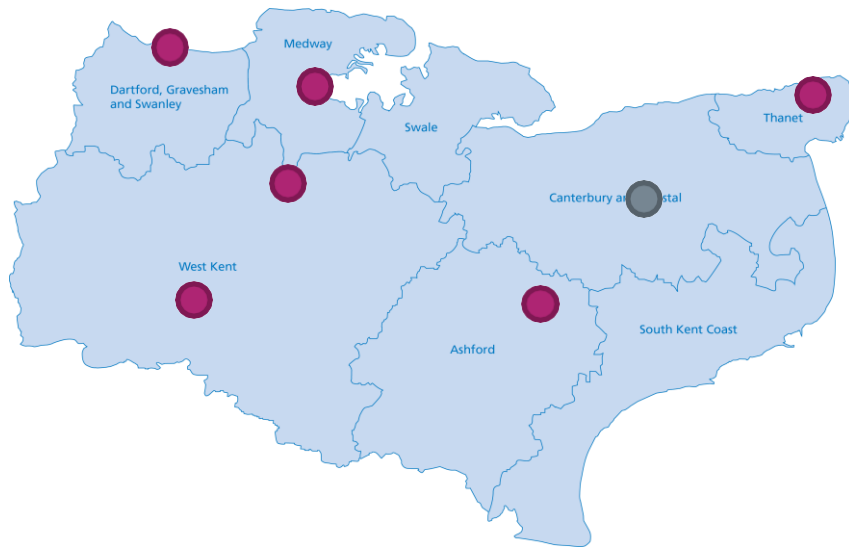 Medway
Dartford, Gravesham
and Swanley
Thanet
Swale
Canterbury
West Kent
South Kent Coast
Ashford